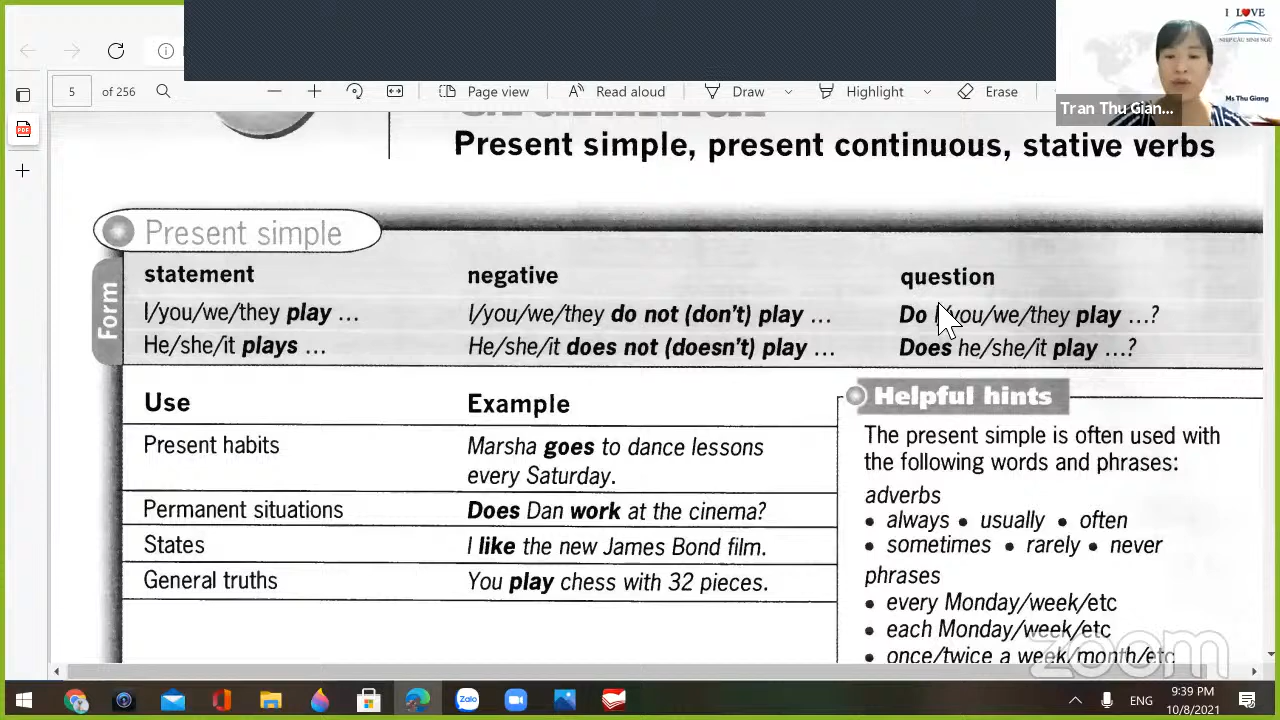 I LOVE
NHỊP CẦU SINH NGỮ
Ms Thu Giang
Tran Thu Gian...
5 of 256
Page view
Read aloud
Draw
Highlight
Erase
Present simple, present continuous, stative verbs
Present simple
Form
statement negative question
I/you/we/they play ... I/you/we/they do not (don't) play ... Do I/you/we/they play ...?
He/she/it plays ... He/she/it does not (doesn't) play ... Does he/she/it play ...?
Use Example
Present habits Marsha goes to dance lessons
every Saturday.
Permanent situations Does Dan work at the cinema?
States I like the new James Bond film.
General truths You play chess with 32 pieces.
Helpful hints
The present simple is often used with
the following words and phrases:
adverbs
• always • usually • often
• sometimes • rarely • never
phrases
• every Monday/week/etc
• each Monday/week/etc
• once/twice a week/month/etc
zoom
Zalo
ENG
9:39 PM
10/8/2021